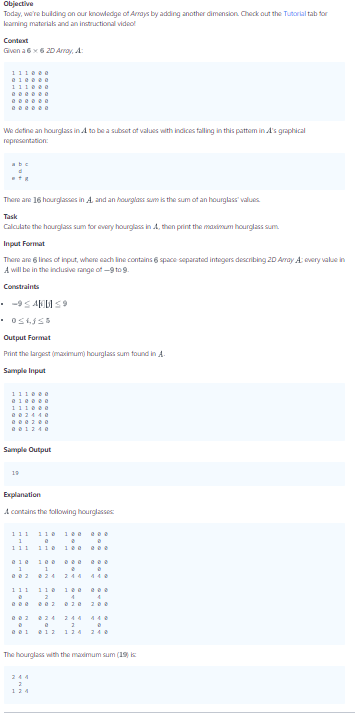 Objective
Today, we're building on our knowledge of Arrays by adding another dimension. Check out the Tutorial tab for
learning materials and an instructional video!
Context
Given a 6 × 6 2D Array, A:
1 1 1 0 0 0
0 1 0 0 0 0
1 1 1 0 0 0
0 0 0 0 0 0
0 0 0 0 0 0
0 0 0 0 0 0
We define an hourglass in A to be a subset of values with indices falling in this pattern in A's graphical
representation:
a b c
d
e f g
There are 16 hourglasses in A, and an hourglass sum is the sum of an hourglass' values.
Task
Calculate the hourglass sum for every hourglass in A, then print the maximum hourglass sum.
Input Format
There are 6 lines of input, where each line contains 6 space-separated integers describing 2D Array A; every value in
A will be in the inclusive range of −9 to 9.
Constraints
• −9 ≤ A[i][j] ≤ 9
• 0 ≤ i, j ≤ 5
Output Format
Print the largest (maximum) hourglass sum found in A.
Sample Input
1 1 1 0 0 0
0 1 0 0 0 0
1 1 1 0 0 0
0 0 2 4 4 0
0 0 0 2 0 0
0 0 1 2 4 0
Sample Output
19
Explanation
A contains the following hourglasses:
1 1 1 1 1 0 1 0 0 0 0 0
1 0 0 0
1 1 1 1 1 0 1 0 0 0 0 0
0 1 0 1 0 0 0 0 0 0 0 0
1 1 0 0
0 0 2 0 2 4 2 4 4 4 4 0
1 1 1 1 1 0 1 0 0 0 0 0
0 2 4 4
0 0 0 0 0 2 0 2 0 2 0 0
0 0 2 0 2 4 2 4 4 4 4 0
0 0 2 0
0 0 1 0 1 2 1 2 4 2 4 0
The hourglass with the maximum sum (19) is:
2 4 4
2
1 2 4